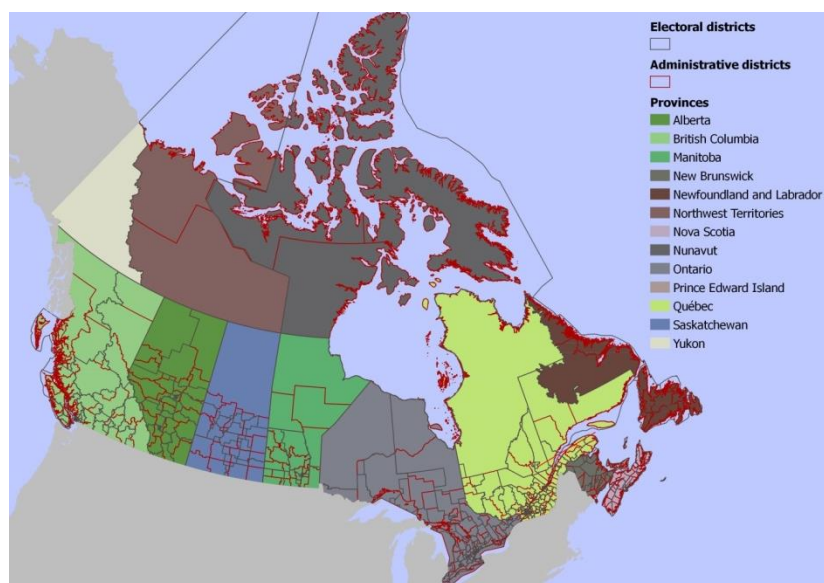 Electoral districts
Administrative districts
Provinces
Alberta
British Columbia
Manitoba
New Brunswick
Newfoundland and Labrador
Northwest Territories
Nova Scotia
Nunavut
Ontario
Prince Edward Island
Québec
Saskatchewan
Yukon